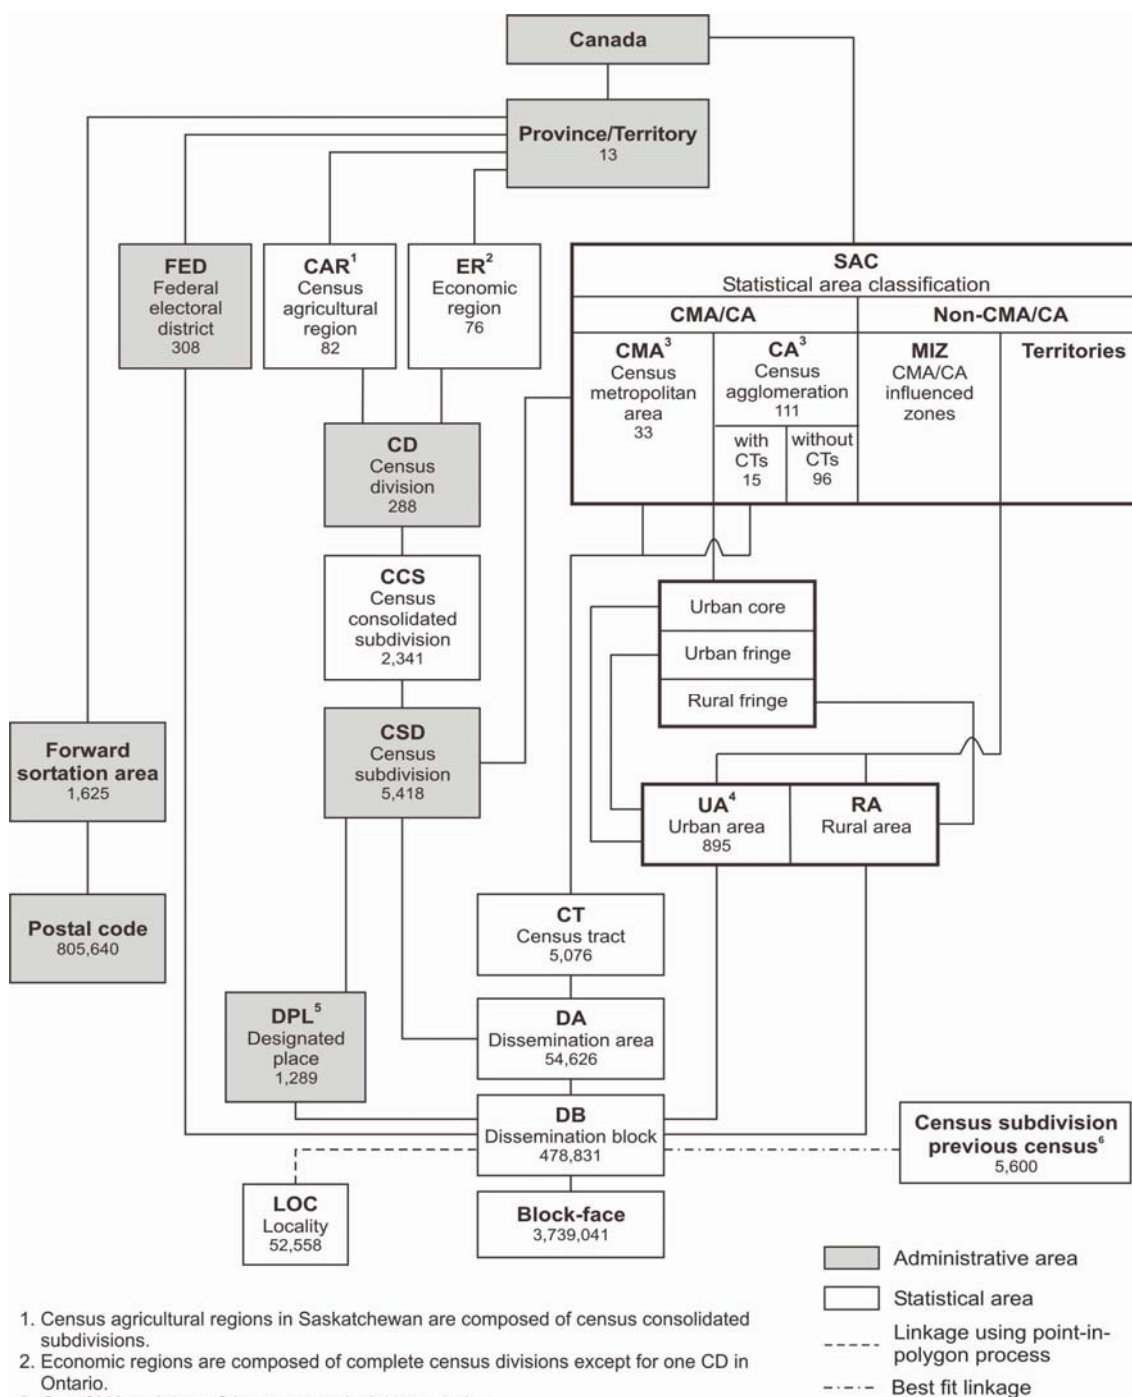 Canada
Province/Territory
13
FED
Federal
electoral
district
308
CAR1
Census
agricultural
region
82
ER2
Economic
region
76
SAC
Statistical area classification
CMA/CA
Non-CMA/CA
CMA3
Census
metropolitan
area
33
CA3
Census
agglomeration
111
with
CTs
15
without
CTs
96
MIZ
CMA/CA
influenced
zones
Territories
CD
Census
division
288
CCS
Census
consolidated
subdivision
2,341
Urban core
Urban fringe
Rural fringe
CSD
Census
subdivision
5,418
Forward
sortation area
1,625
UA4
Urban area
895
RA
Rural area
Postal code
805,640
CT
Census tract
5,076
DPL5
Designated
place
1,289
DA
Dissemination area
54,626
DB
Dissemination block
478,831
Census subdivision
previous census6
5,600
LOC
Locality
52,558
Block-face
3,739,041
Administrative area
Statistical area
Linkage using point-in-
polygon process
Best fit linkage
1. Census agricultural regions in Saskatchewan are composed of census consolidated
subdivisions.
2. Economic regions are composed of complete census divisions except for one CD in
Ontario.